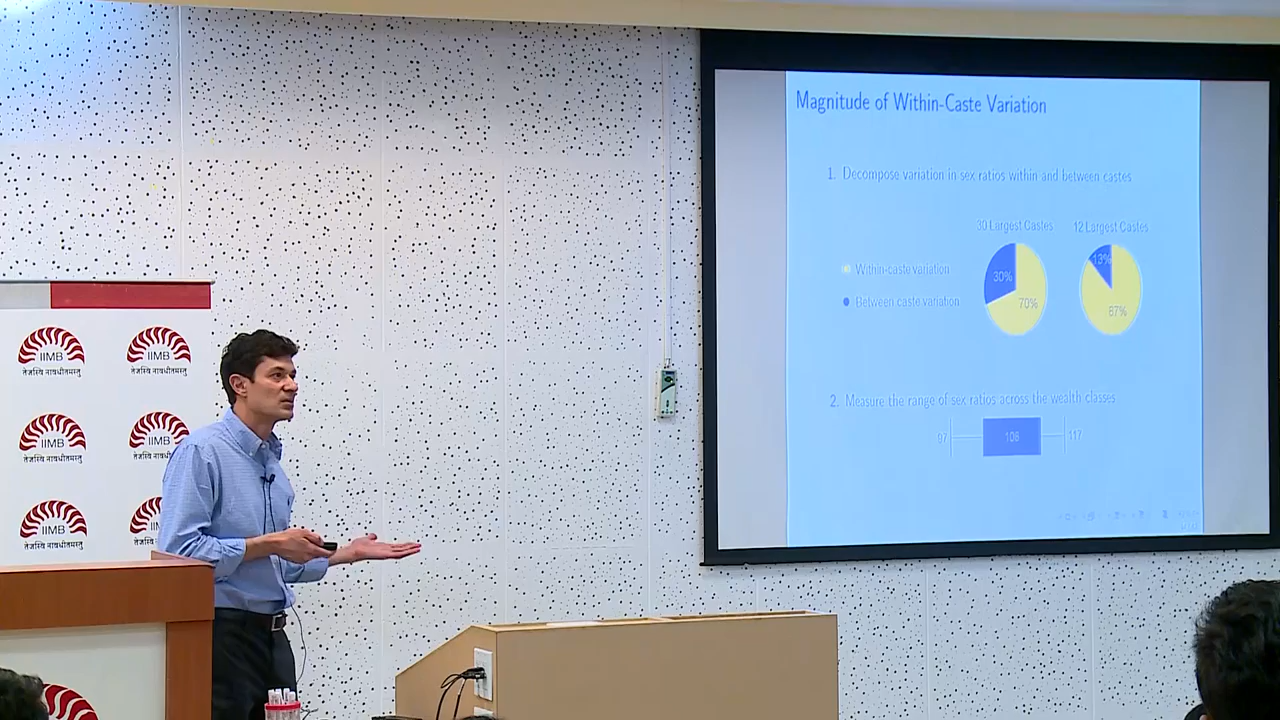 Magnitude of Within-Caste Variation
1. Decompose variation in sex ratios within and between castes
30 Largest Castes
12 Largest Castes
Within-caste variation
Between caste variation
30%
70%
13%
87%
2. Measure the range of sex ratios across the wealth classes
97
106
117
IIMB
तेजस्वि नावधीतमस्तु
IIMB
तेजस्वि नावधीतमस्तु
IIMB
तेजस्वि नावधीतमस्तु
IIMB
तेजस्वि नावधीतमस्तु
IIMB
तेजस्वि नावधीतमस्तु